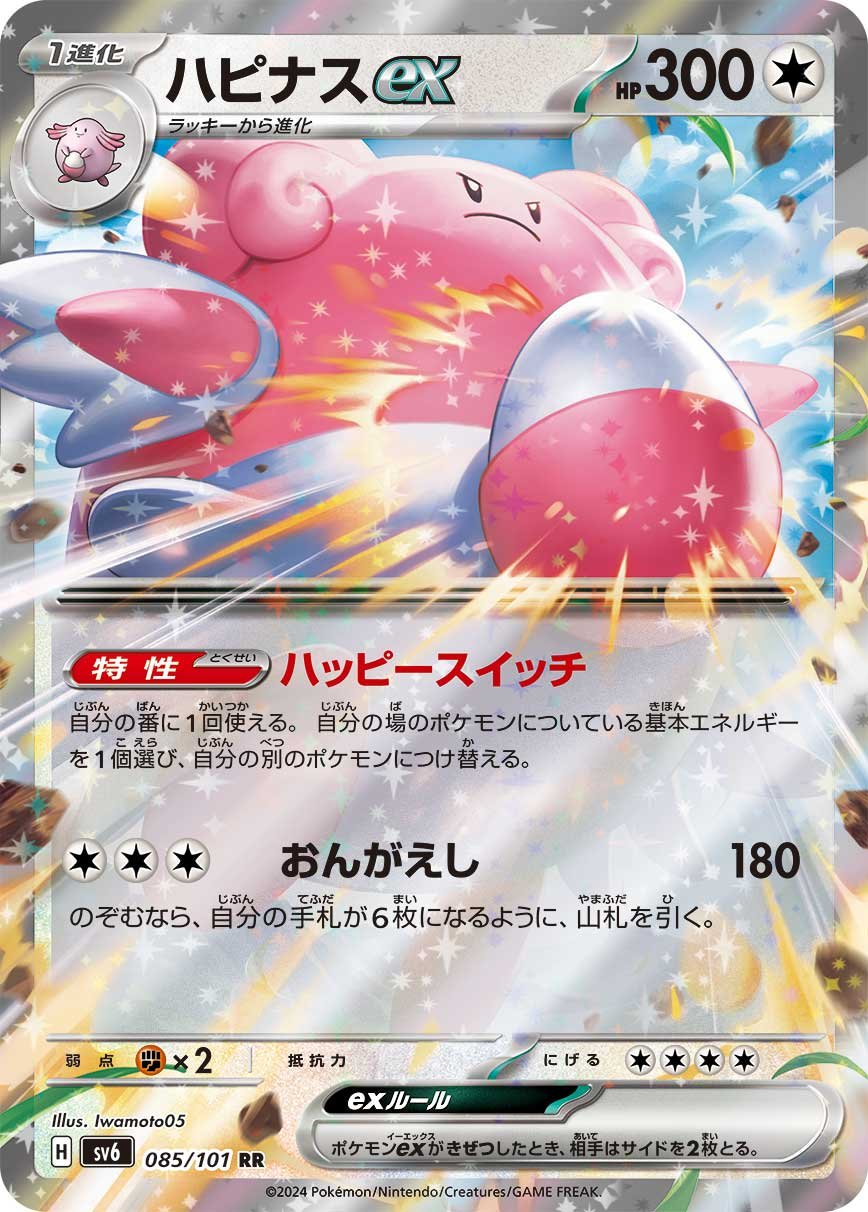 1進化
ハピナスex
HP300
ラッキーから進化
特性 とくせい ハッピースイッチ
自分の番に1回使える。自分の場のポケモンについている基本エネルギー
を1個選び、自分の別のポケモンにつけ替える。
おんがえし 180
のぞむなら、自分の手札が6枚になるように、山札を引く。
弱点 ×2 抵抗力 にげる
exルール
ポケモンexがきぜつしたとき、相手はサイドを2枚とる。
Illus. Iwamoto05
H sv6 085/101 RR
©2024 Pokémon/Nintendo/Creatures/GAME FREAK.